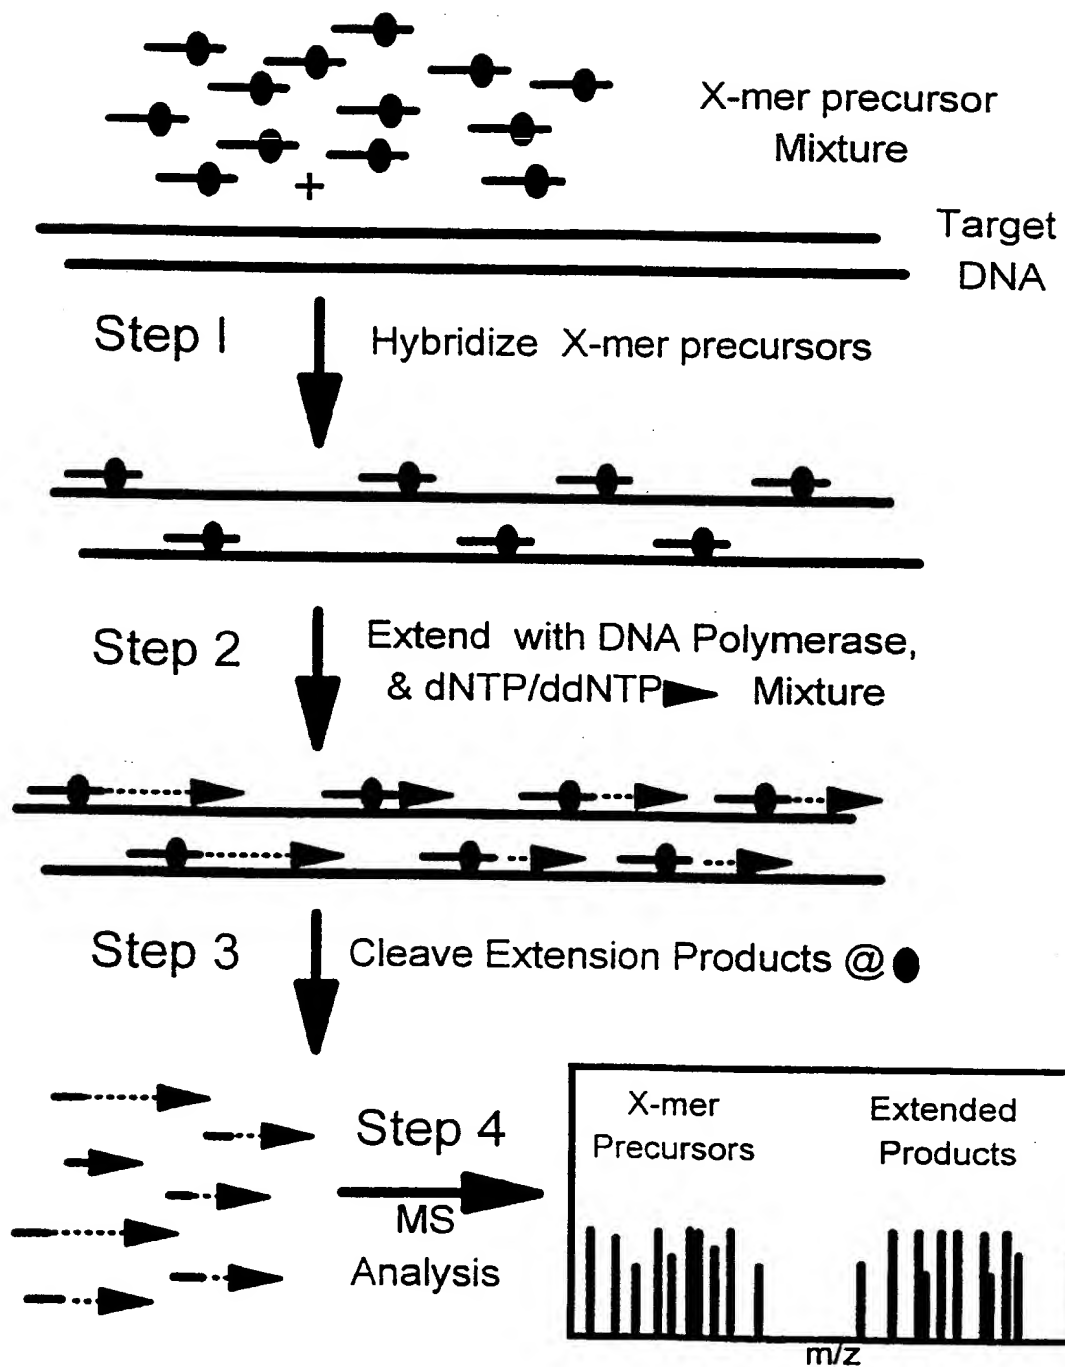 X-mer precursor
Mixture
+
Target
DNA
Step I
Hybridize X-mer precursors
Step 2
Extend with DNA Polymerase,
& dNTP/ddNTP Mixture
Step 3
Cleave Extension Products @
Step 4
MS
Analysis
X-mer
Precursors
Extended
Products
m/z